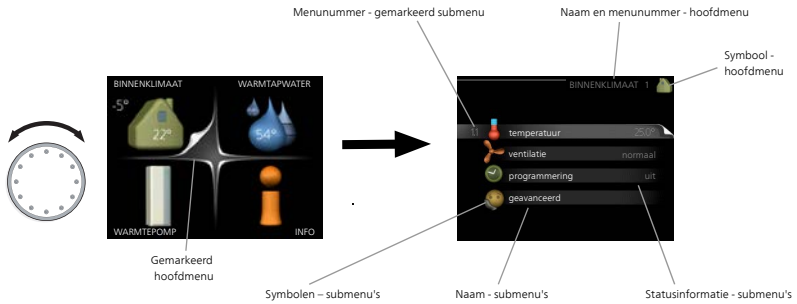 Menunummer - gemarkeerd submenu
Naam en menunummer - hoofdmenu
Symbool -
hoofdmenu
BINNENKLIMAAT
WARMTAPWATER
-5°
22°
54°
WARMTEPOMP
INFO
BINNENKLIMAAT 1
1.1 temperatuur 25.0°
ventilatie normaal
programmering uit
geavanceerd
Gemarkeerd
hoofdmenu
Symbolen – submenu's
Naam - submenu's
Statusinformatie - submenu's